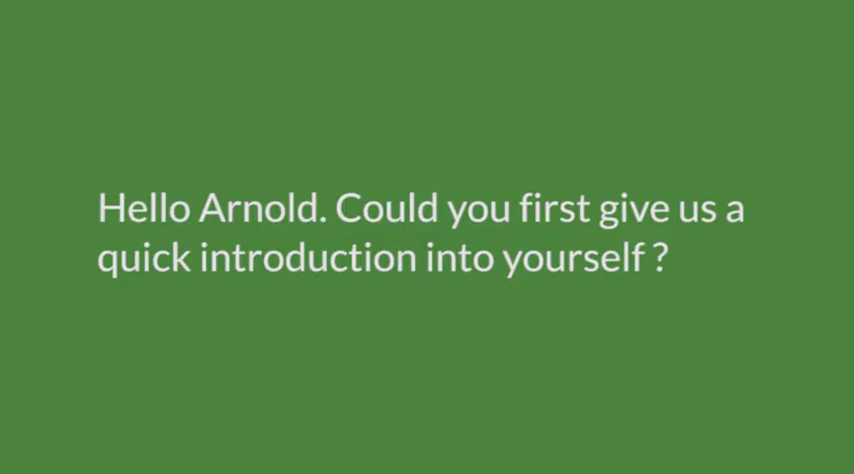 Hello Arnold. Could you first give us a
quick introduction into yourself ?